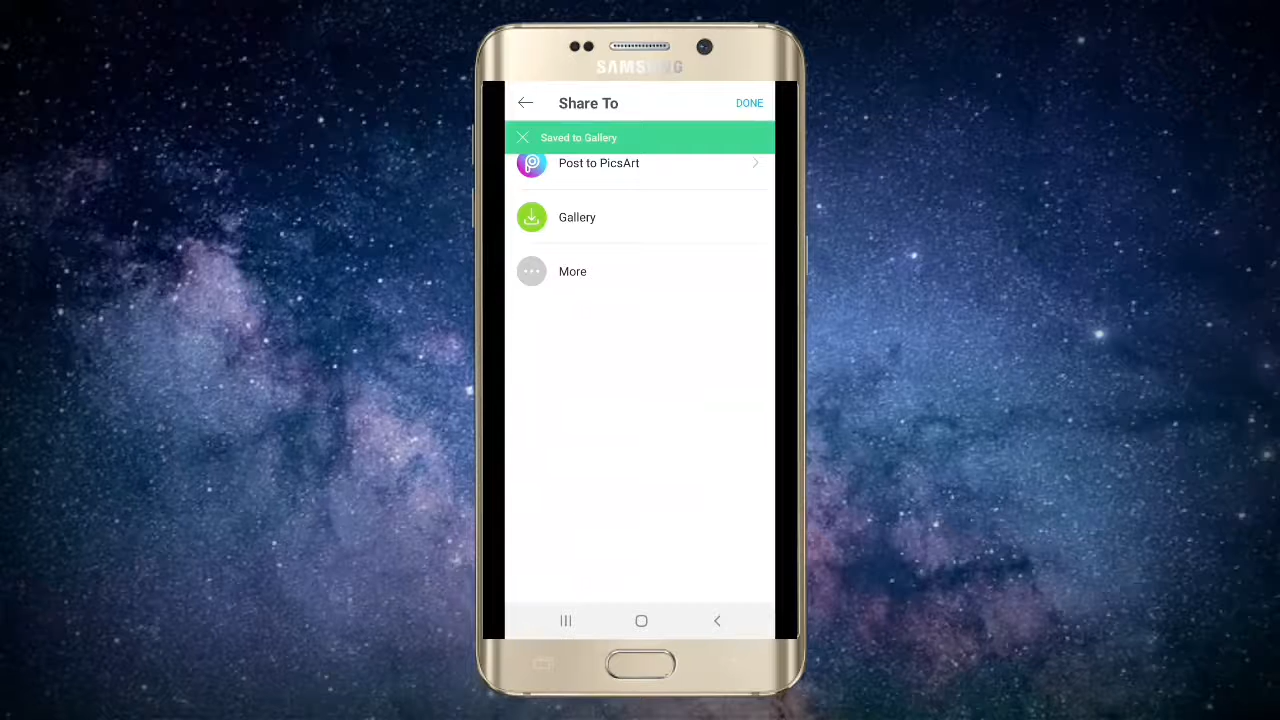 SAMSUNG
Share To
DONE
Saved to Gallery
Post to PicsArt
Gallery
More